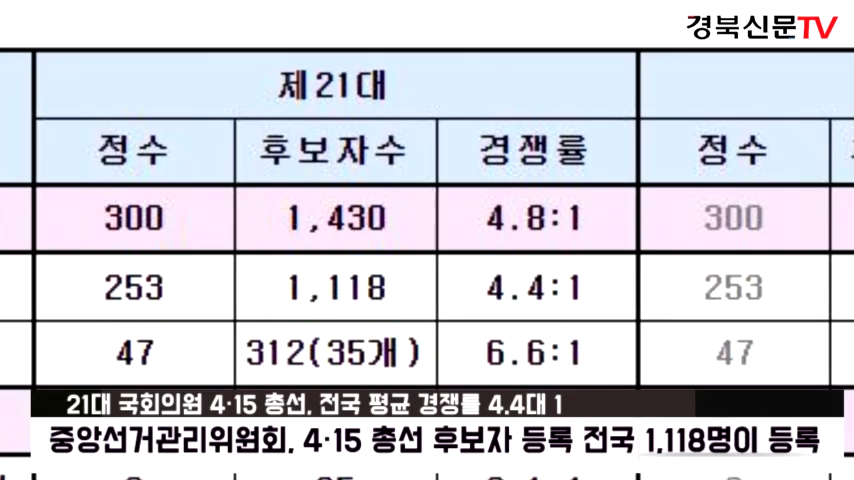 경북신문TV
제21대
정수 후보자수 경쟁률 정수
300 1,430 4.8:1 300
253 1,118 4.4:1 253
47 312(35개) 6.6:1 47
21대 국회의원 4·15 총선, 전국 평균 경쟁률 4.4대 1
중앙선거관리위원회, 4·15 총선 후보자 등록 전국 1,118명이 등록